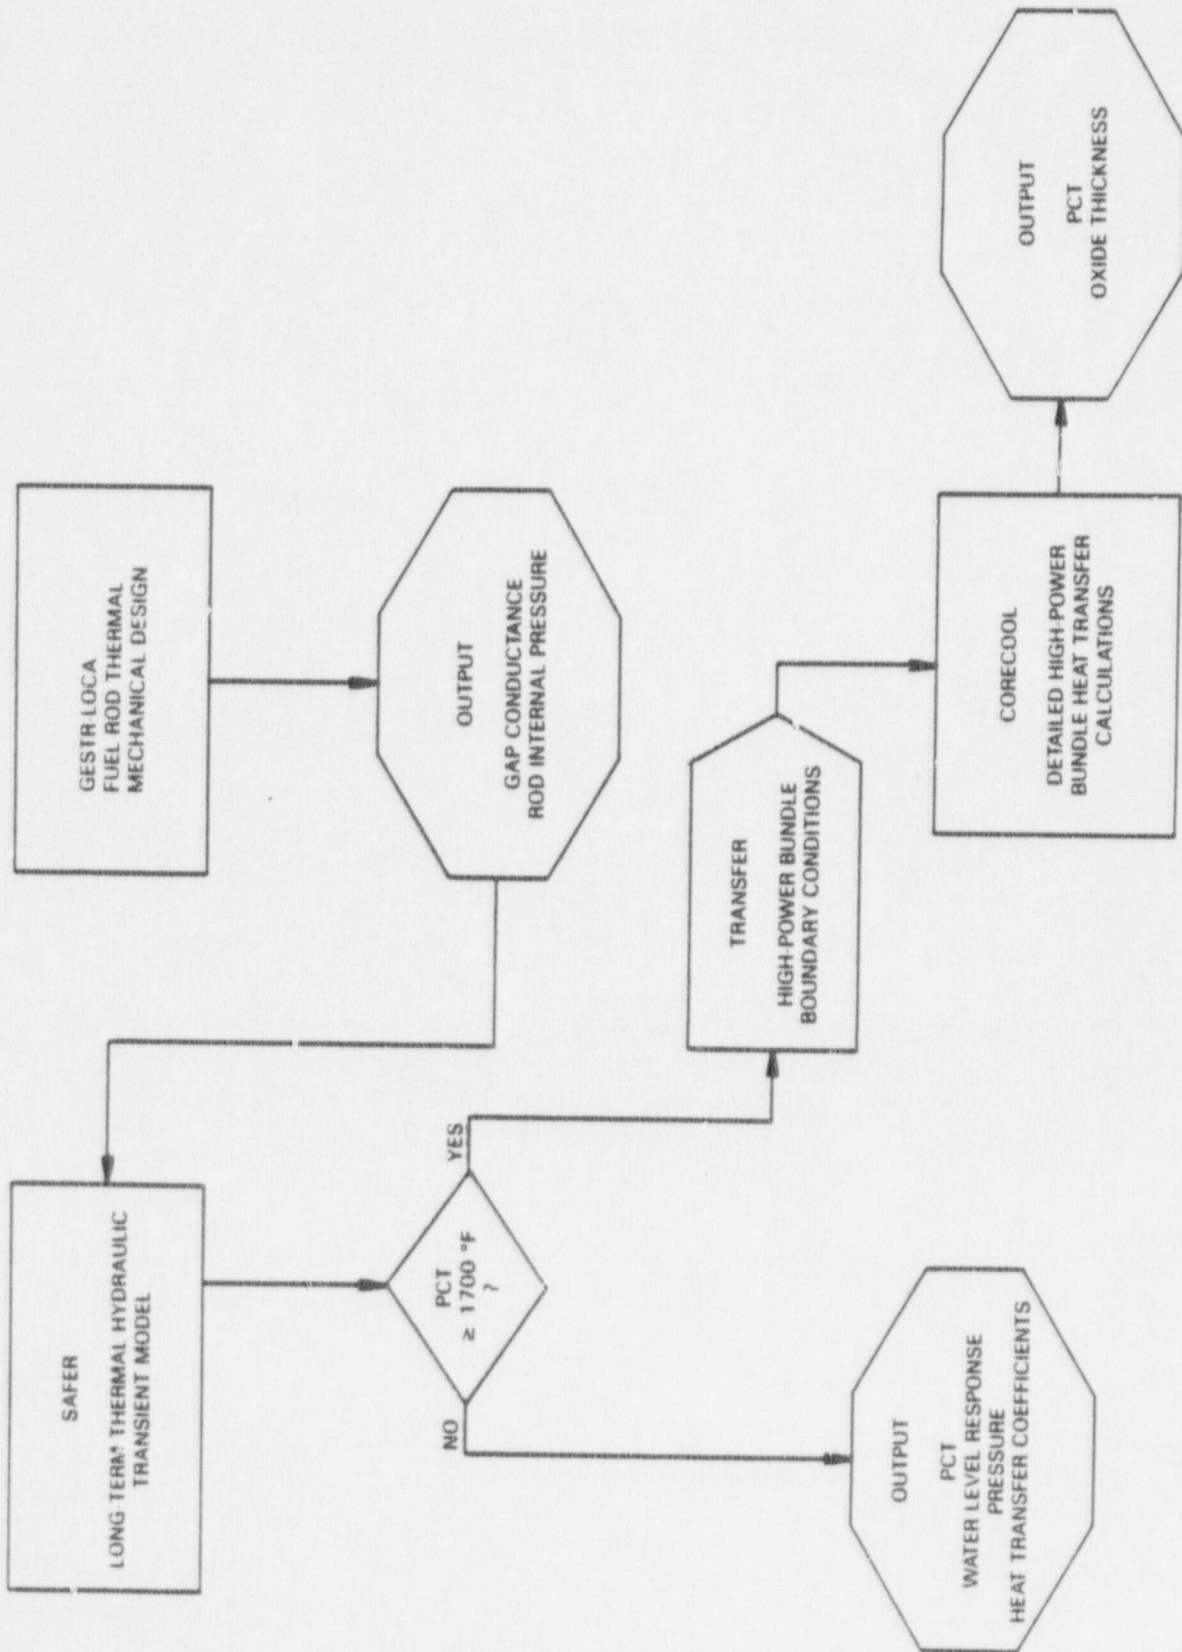 SAFER
LONG TERM THERMAL HYDRAULIC
TRANSIENT MODEL
GESTR LOCA
FUEL ROD THERMAL
MECHANICAL DESIGN
PCT
≥ 1700 °F
?
NO
YES
OUTPUT
GAP CONDUCTANCE
ROD INTERNAL PRESSURE
OUTPUT
PCT
WATER LEVEL RESPONSE
PRESSURE
HEAT TRANSFER COEFFICIENTS
TRANSFER
HIGH-POWER BUNDLE
BOUNDARY CONDITIONS
CORECOOL
DETAILED HIGH-POWER
BUNDLE HEAT TRANSFER
CALCULATIONS
OUTPUT
PCT
OXIDE THICKNESS